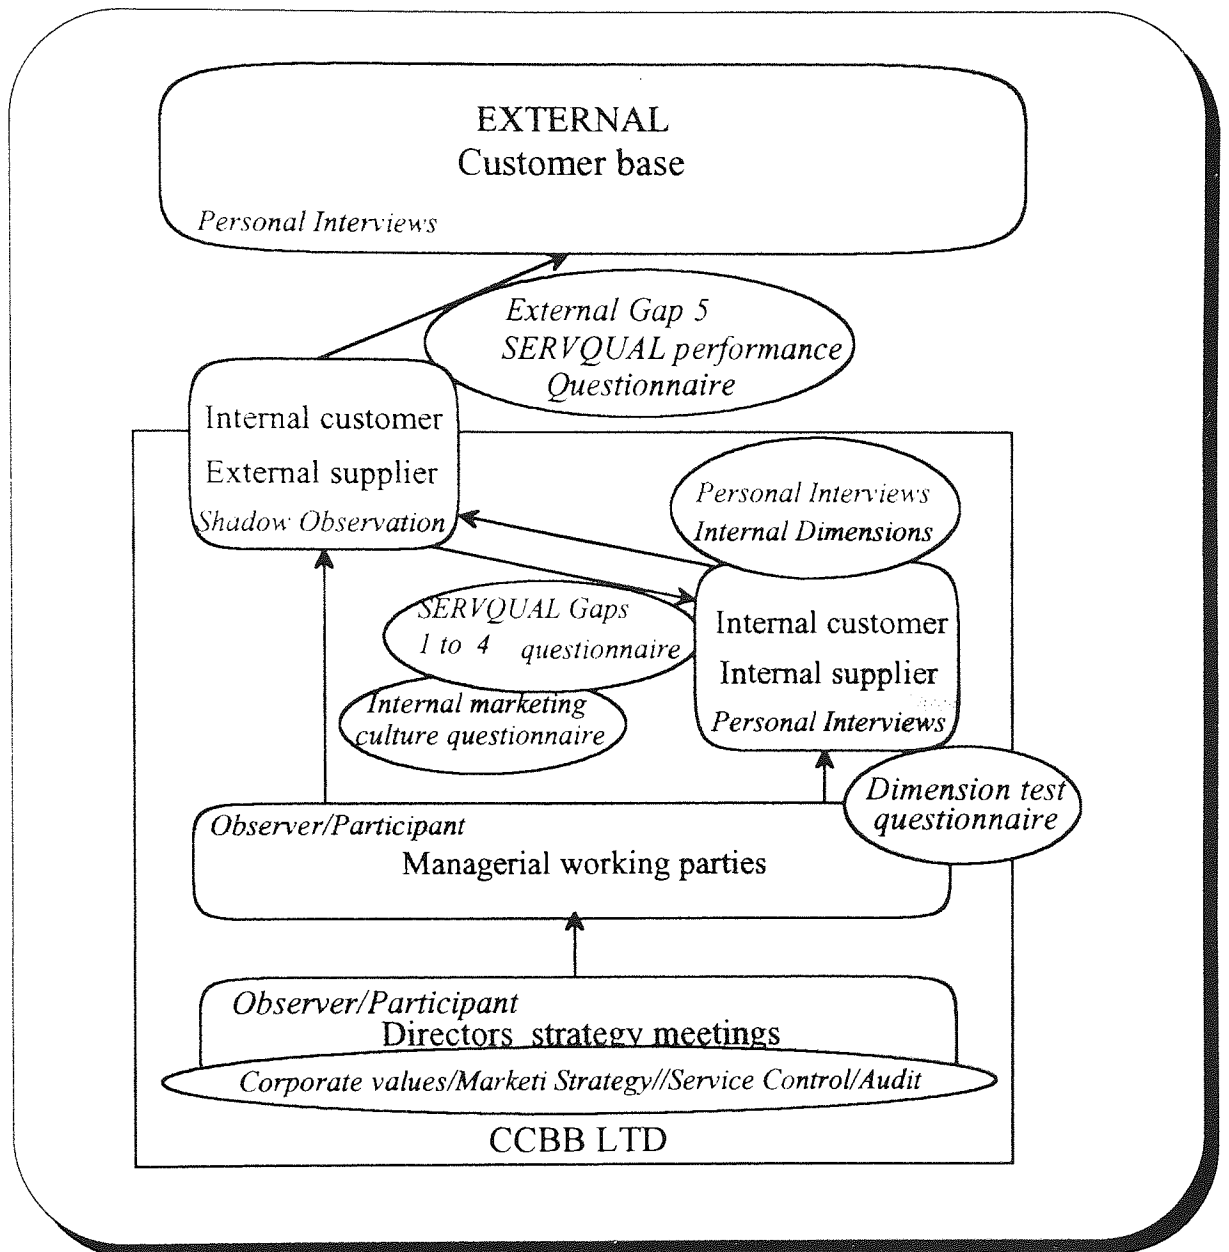 EXTERNAL
Customer base
Personal Interviews
External Gap 5
SERVQUAL performance
Questionnaire
Internal customer
External supplier
Shadow Observation
Personal Interviews
Internal Dimensions
SERVQUAL Gaps
1 to 4 questionnaire
Internal customer
Internal supplier
Personal Interviews
Internal marketing
culture questionnaire
Dimension test
questionnaire
Observer/Participant
Managerial working parties
Observer/Participant
Directors strategy meetings
Corporate values/Marketi Strategy//Service Control/Audit
CCBB LTD